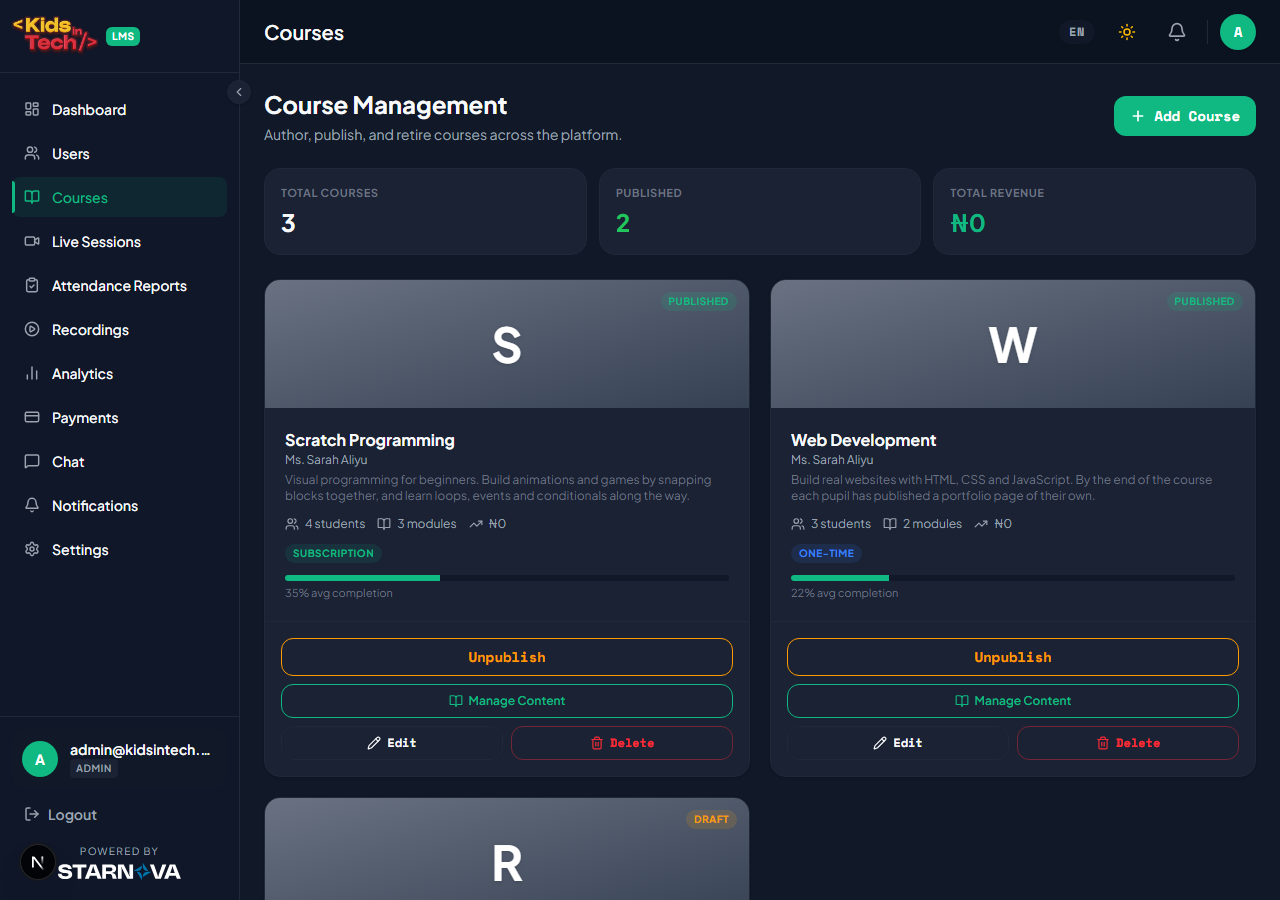 <Kids in
Tech/>
LMS
Dashboard
Users
Courses
Live Sessions
Attendance Reports
Recordings
Analytics
Payments
Chat
Notifications
Settings
A
admin@kidsintech....
ADMIN
Logout
N
POWERED BY
STARNOVA
Courses
EN
A
Course Management
Author, publish, and retire courses across the platform.
+ Add Course
TOTAL COURSES
3
PUBLISHED
2
TOTAL REVENUE
₦0
PUBLISHED
S
Scratch Programming
Ms. Sarah Aliyu
Visual programming for beginners. Build animations and games by snapping
blocks together, and learn loops, events and conditionals along the way.
4 students 3 modules ₦0
SUBSCRIPTION
35% avg completion
Unpublish
Manage Content
Edit Delete
PUBLISHED
W
Web Development
Ms. Sarah Aliyu
Build real websites with HTML, CSS and JavaScript. By the end of the course
each pupil has published a portfolio page of their own.
3 students 2 modules ₦0
ONE-TIME
22% avg completion
Unpublish
Manage Content
Edit Delete
DRAFT
R